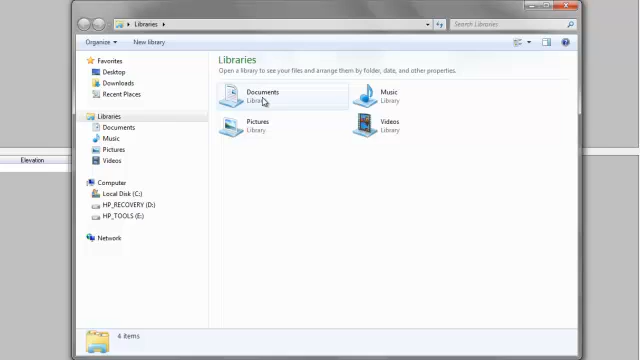 Libraries
Search Libraries
Organize
New library
Favorites
Desktop
Downloads
Recent Places
Libraries
Documents
Music
Pictures
Videos
Computer
Local Disk (C:)
HP_RECOVERY (D:)
HP_TOOLS (E:)
Network
Libraries
Open a library to see your files and arrange them by folder, date, and other properties.
Documents
Library
Music
Library
Pictures
Library
Videos
Library
4 items
Elevation